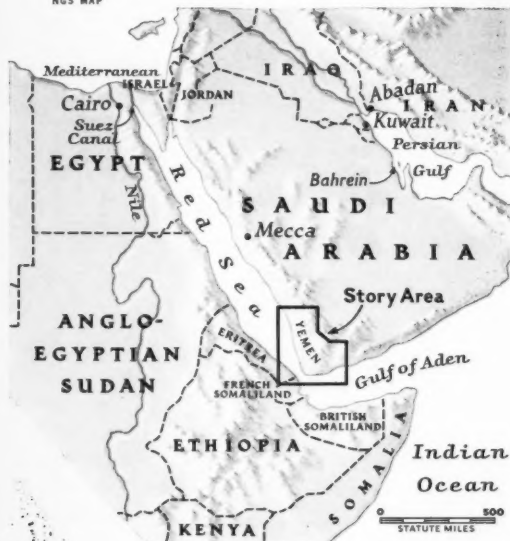 NGS MAP
Mediterranean
ISRAEL
JORDAN
IRAQ
Abadan
IRAN
Cairo
Kuwait
Suez
Canal
Persian
Gulf
EGYPT
Bahrein
Nile
Red Sea
SAUDI
Mecca
ARABIA
Story Area
YEMEN
ANGLO-
EGYPTIAN
SUDAN
ERITREA
Gulf of Aden
FRENCH
SOMALILAND
BRITISH
SOMALILAND
ETHIOPIA
SOMALIA
Indian
Ocean
KENYA
0 500
STATUTE MILES